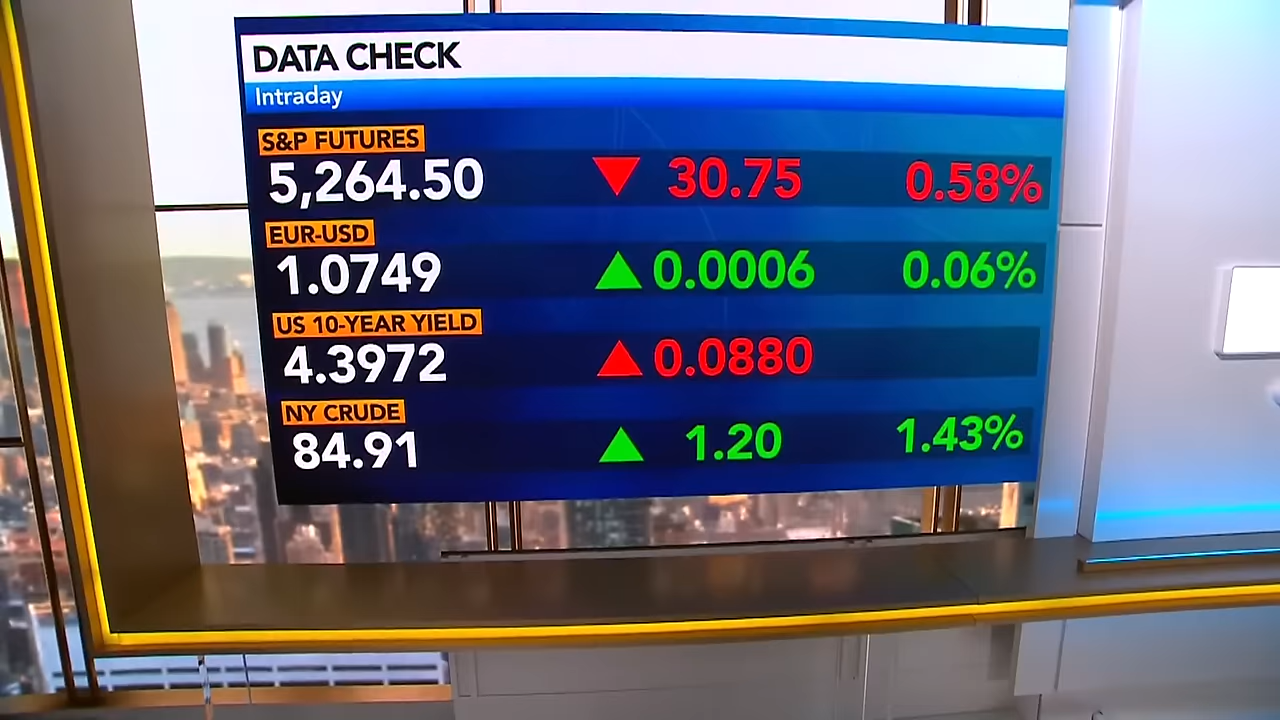 DATA CHECK
Intraday
S&P FUTURES
5,264.50 ▼ 30.75 0.58%
EUR-USD
1.0749 ▲ 0.0006 0.06%
US 10-YEAR YIELD
4.3972 ▲ 0.0880
NY CRUDE
84.91 ▲ 1.20 1.43%